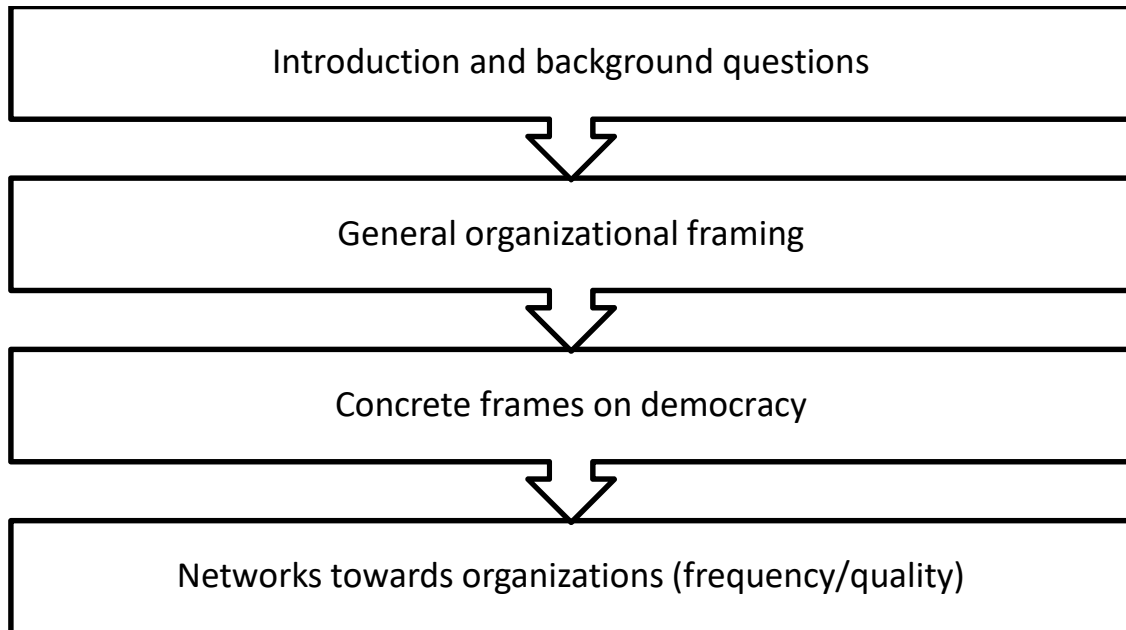 Introduction and background questions
General organizational framing
Concrete frames on democracy
Networks towards organizations (frequency/quality)